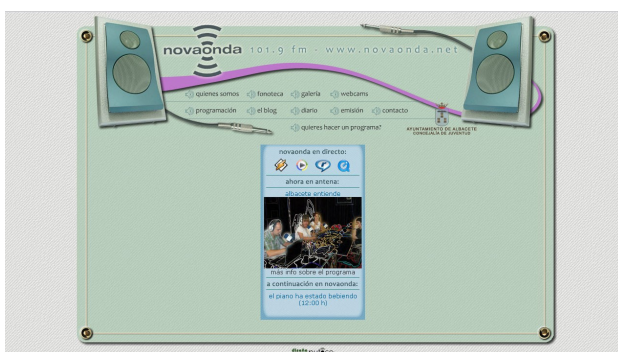 novaonda 101.9 fm - www.novaonda.net
quienes somos fonoteca galería webcams
programación el blog diario emisión contacto
quieres hacer un programa?
AYUNTAMIENTO DE ALBACETE
CONCEJALÍA DE JUVENTUD
novaonda en directo:
ahora en antena:
albacete entiende
más info sobre el programa
a continuación en novaonda:
el piano ha estado bebiendo
(12:00 h)